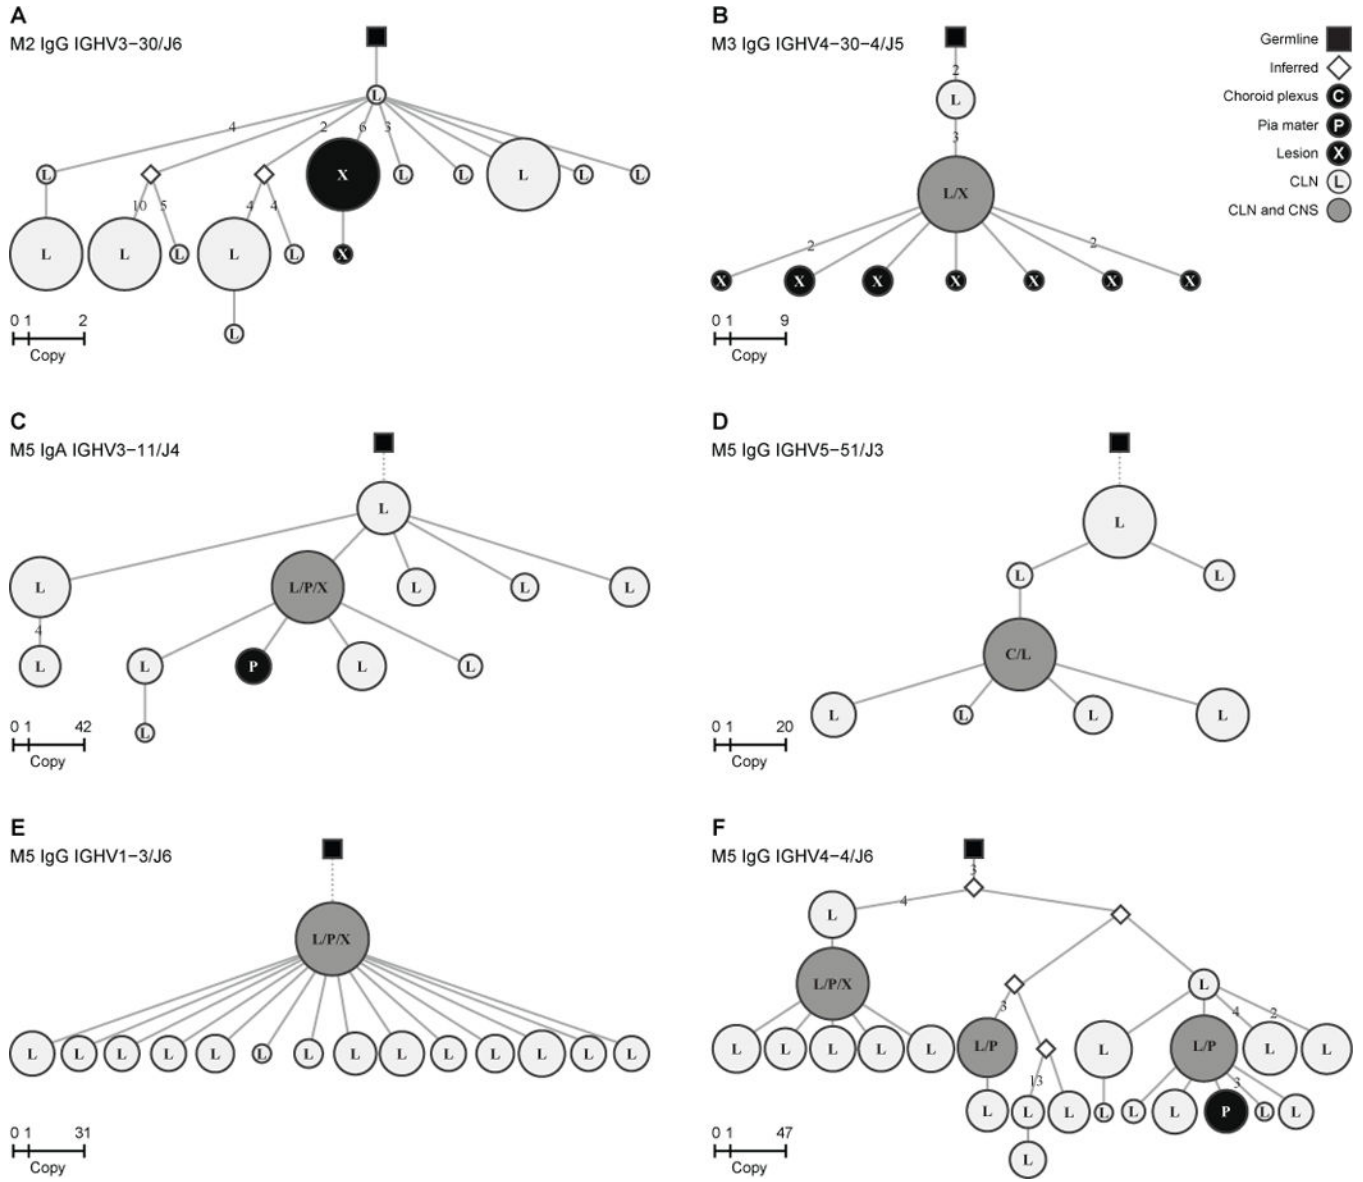 A
M2 IgG IGHV3−30/J6
L
4
2
6
3
L
X
L
L
L
L
L
10
5
4
4
L
L
L
L
L
X
L
0 1 2
Copy
B
M3 IgG IGHV4−30−4/J5
2
L
3
L/X
2
2
X
X
X
X
X
X
X
0 1 9
Copy
Germline
Inferred
Choroid plexus C
Pia mater P
Lesion X
CLN L
CLN and CNS
C
M5 IgA IGHV3−11/J4
L
L
L/P/X
L
L
L
4
L
L
P
L
L
L
0 1 42
Copy
D
M5 IgG IGHV5−51/J3
L
L
L
C/L
L
L
L
L
0 1 20
Copy
E
M5 IgG IGHV1−3/J6
L/P/X
L
L
L
L
L
L
L
L
L
L
L
L
L
L
0 1 31
Copy
F
M5 IgG IGHV4−4/J6
3
4
L
L/P/X
L
3
4
2
L
L
L
L
L
L/P
L
L/P
L
L
13
3
L
L
L
L
L
L
P
L
L
L
0 1 47
Copy